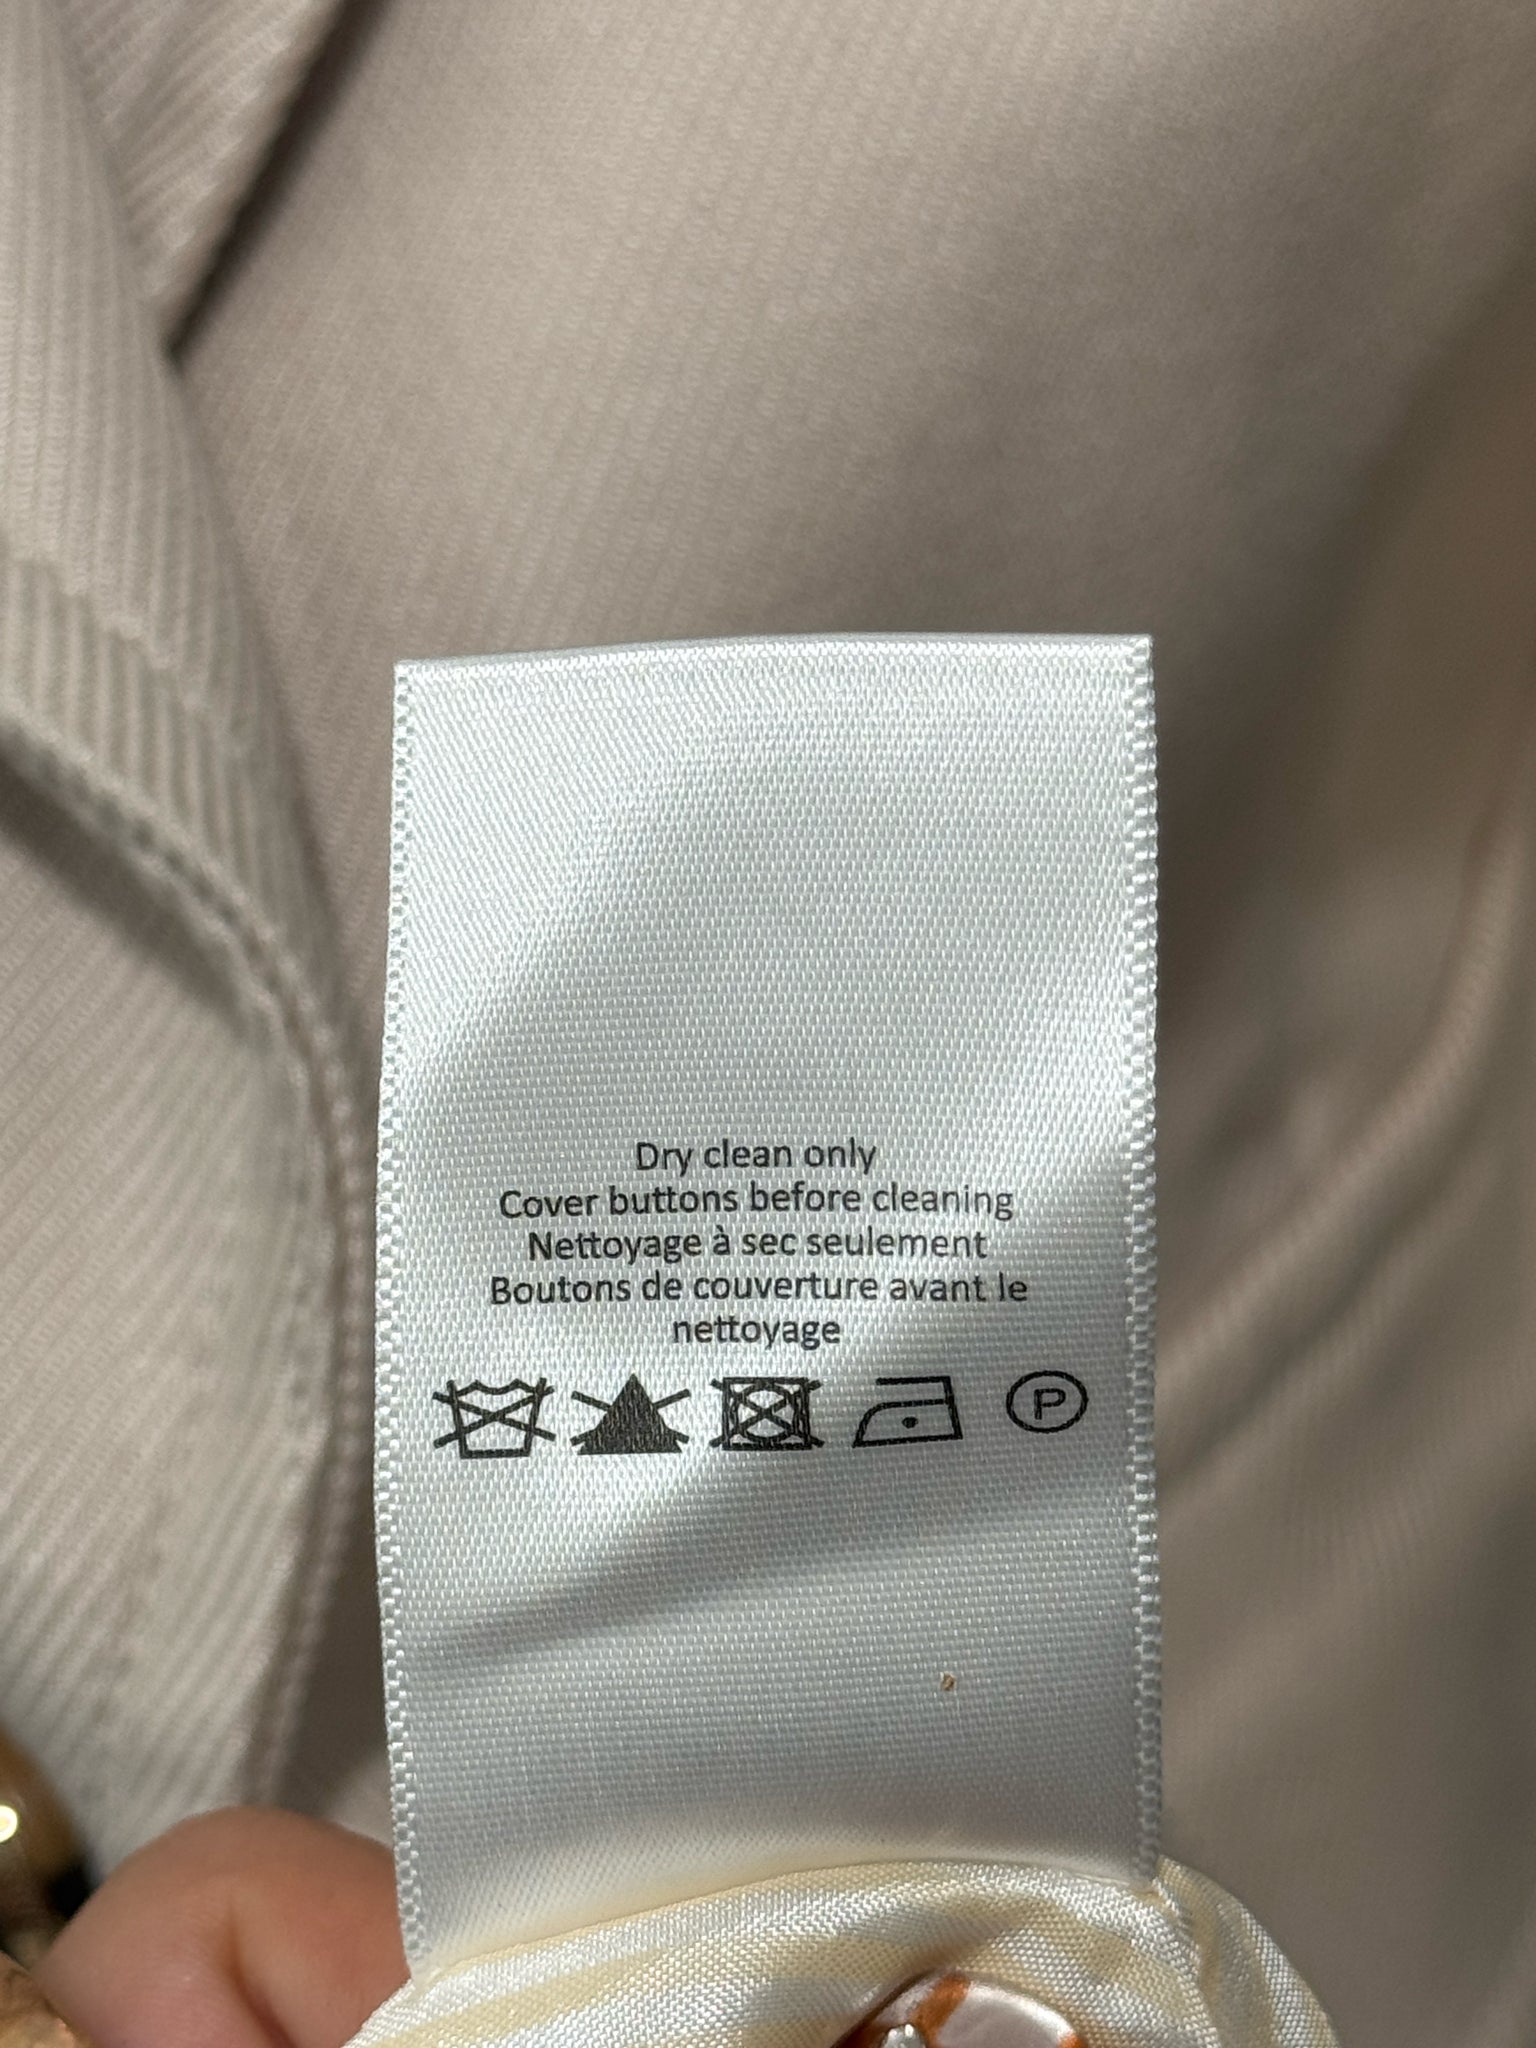 Dry clean only
Cover buttons before cleaning
Nettoyage à sec seulement
Boutons de couverture avant le
nettoyage
P